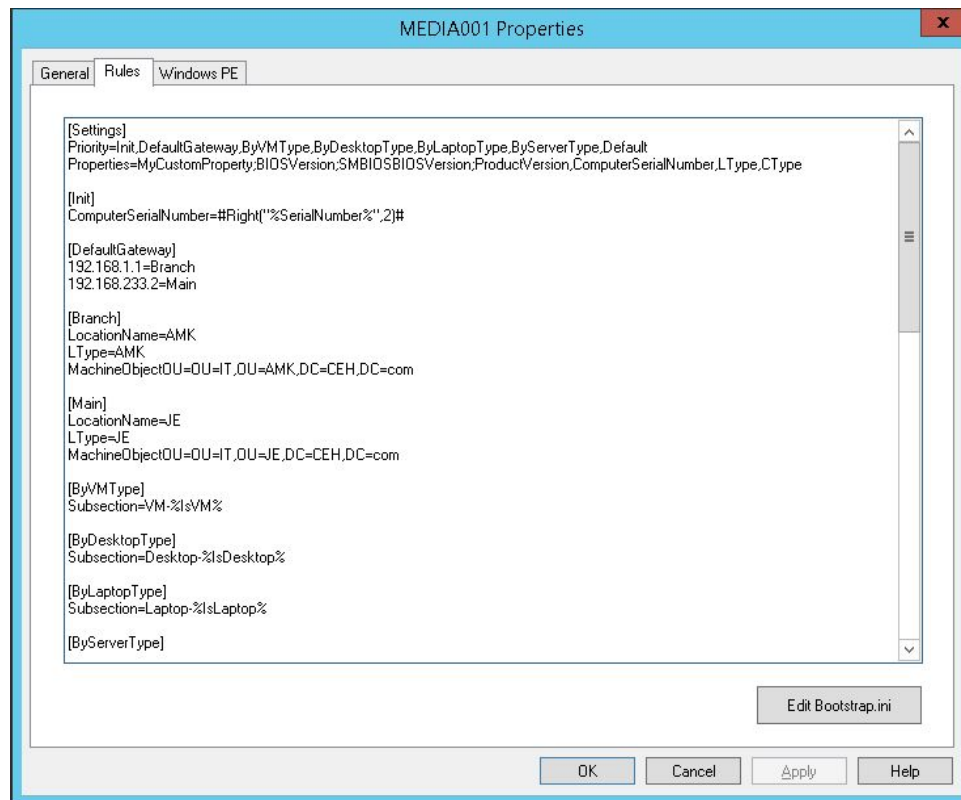 MEDIA001 Properties
x
General Rules Windows PE
[Settings]
Priority=Init,DefaultGateway,ByVMType,ByDesktopType,ByLaptopType,ByServerType,Default
Properties=MyCustomProperty;BIOSVersion;SMBIOSBIOSVersion;ProductVersion,ComputerSerialNumber,LType,CType
[Init]
ComputerSerialNumber=#Right("%SerialNumber%",2)#
[DefaultGateway]
192.168.1.1=Branch
192.168.233.2=Main
[Branch]
LocationName=AMK
LType=AMK
MachineObjectOU=OU=IT,OU=AMK,DC=CEH,DC=com
[Main]
LocationName=JE
LType=JE
MachineObjectOU=OU=IT,OU=JE,DC=CEH,DC=com
[ByVMType]
Subsection=VM-%IsVM%
[ByDesktopType]
Subsection=Desktop-%IsDesktop%
[ByLaptopType]
Subsection=Laptop-%IsLaptop%
[ByServerType]
Edit Bootstrap.ini
OK Cancel Apply Help